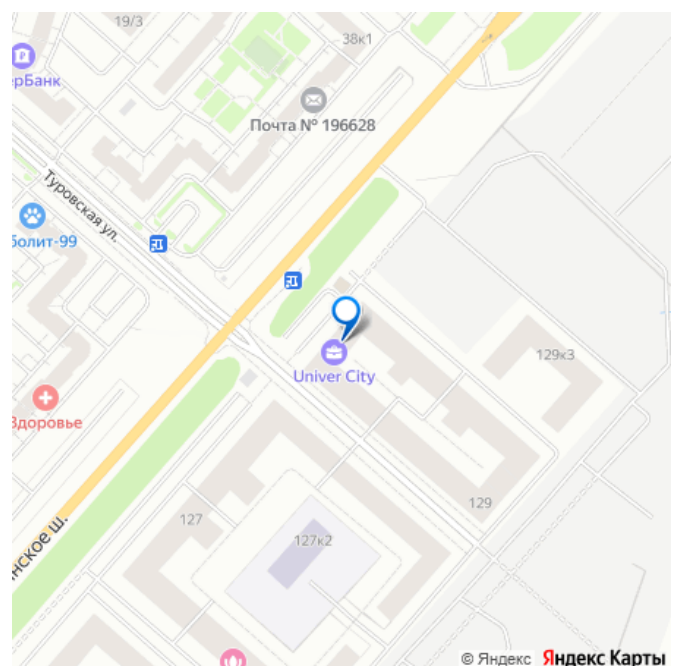 19/3
38к1
ерБанк
Почта № 196628
Туровская ул.
болит-99
129к3
Univer City
Здоровье
129
127
127к2
нское ш.
© Яндекс Яндекс Карты